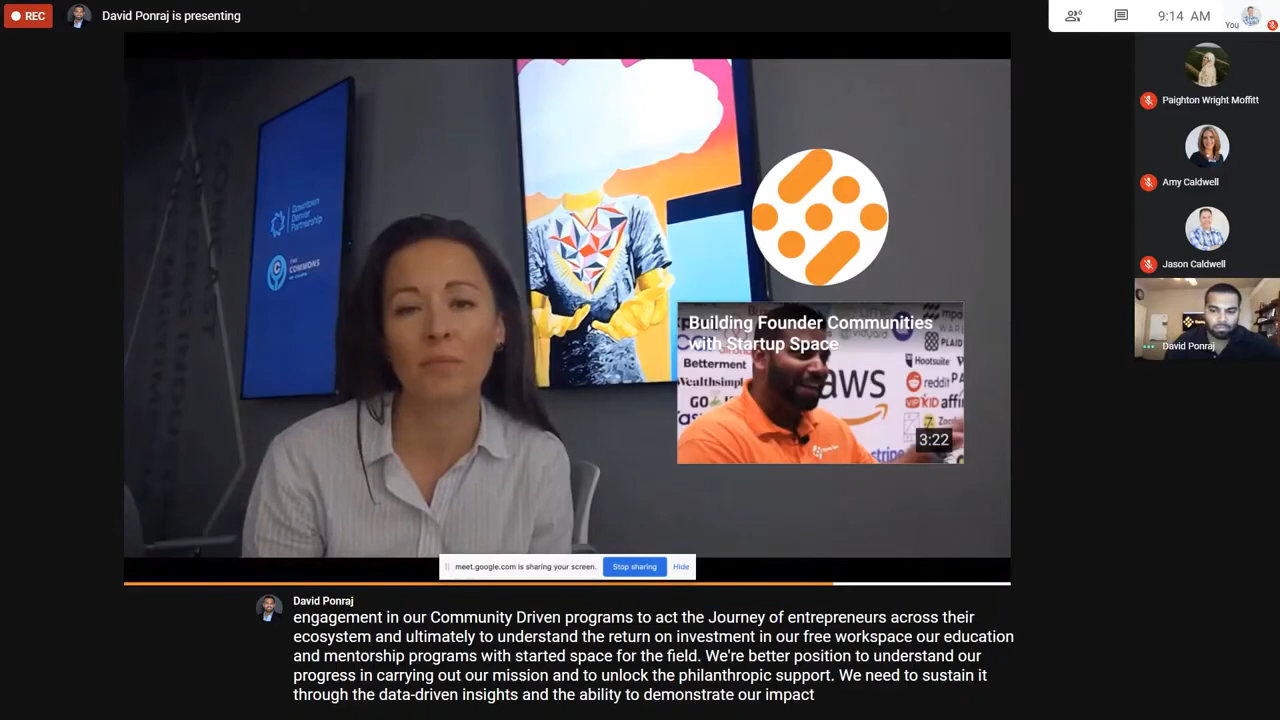 REC
David Ponraj is presenting
6
9:14 AM
You
Paighton Wright Moffitt
Amy Caldwell
Jason Caldwell
David Ponraj
Downtown
Denver
Partnership
THE
COMMONS
Building Founder Communities
with Startup Space
Betterment
Wealthsimpl
GO
aws
Hootsuite
PLAID
reddit
VIPKID
affir
stripe
3:22
meet.google.com is sharing your screen.
Stop sharing
Hide
David Ponraj
engagement in our Community Driven programs to act the Journey of entrepreneurs across their
ecosystem and ultimately to understand the return on investment in our free workspace our education
and mentorship programs with started space for the field. We're better position to understand our
progress in carrying out our mission and to unlock the philanthropic support. We need to sustain it
through the data-driven insights and the ability to demonstrate our impact